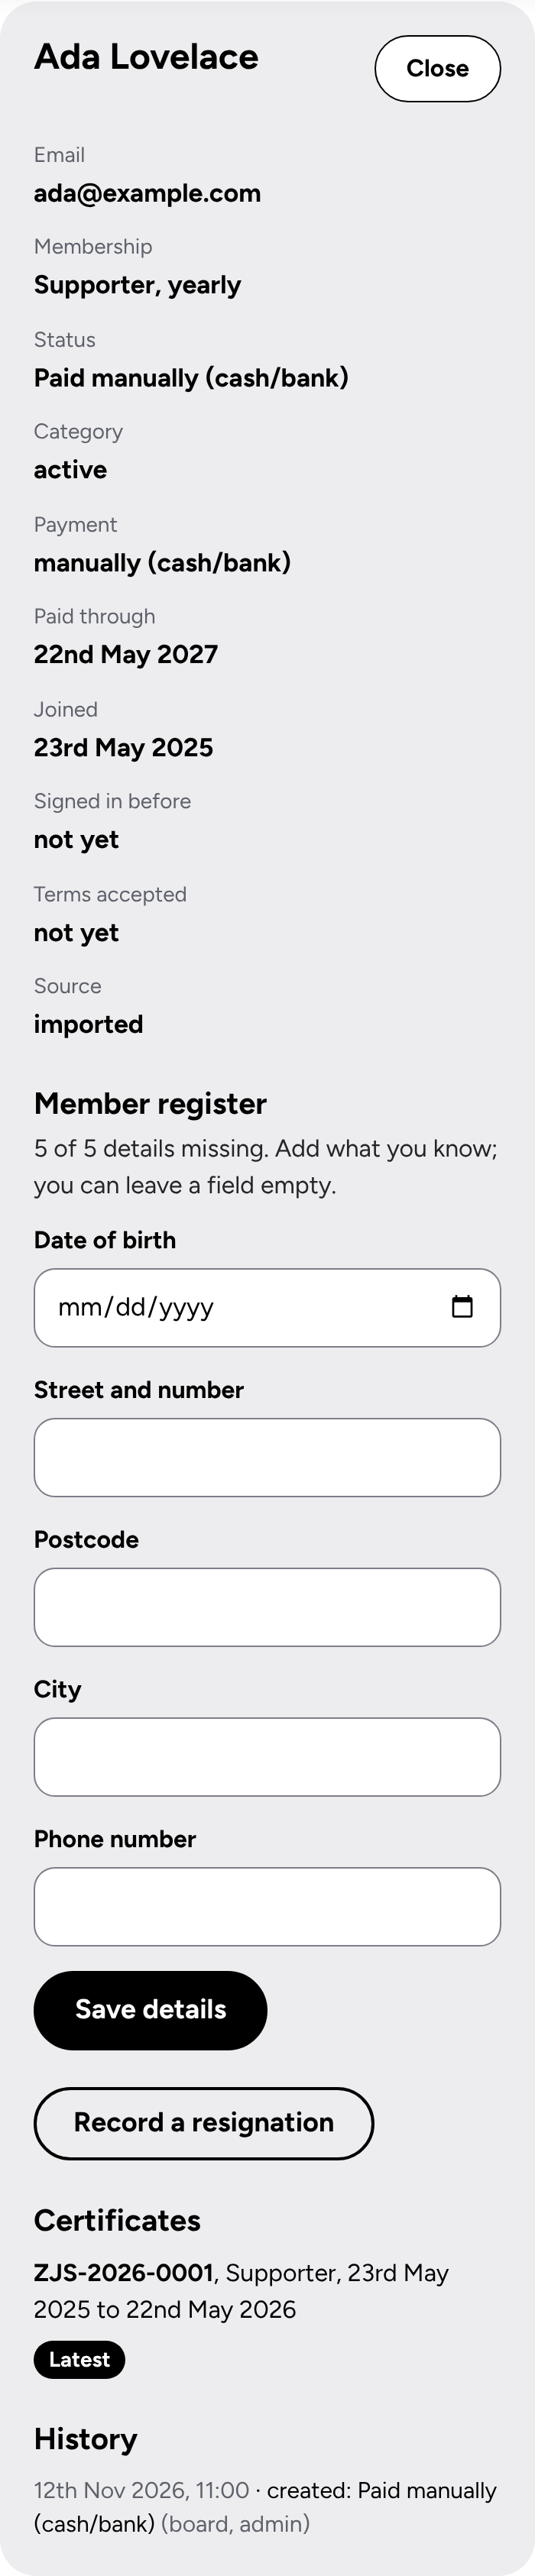 Ada Lovelace
Close
Email
ada@example.com
Membership
Supporter, yearly
Status
Paid manually (cash/bank)
Category
active
Payment
manually (cash/bank)
Paid through
22nd May 2027
Joined
23rd May 2025
Signed in before
not yet
Terms accepted
not yet
Source
imported
Member register
5 of 5 details missing. Add what you know;
you can leave a field empty.
Date of birth
mm/dd/yyyy
Street and number
Postcode
City
Phone number
Save details
Record a resignation
Certificates
ZJS-2026-0001, Supporter, 23rd May
2025 to 22nd May 2026
Latest
History
12th Nov 2026, 11:00 · created: Paid manually
(cash/bank) (board, admin)